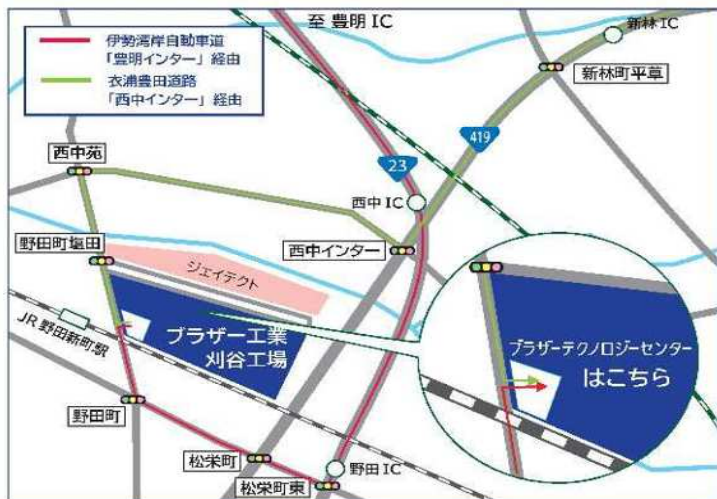 伊勢湾岸自動車道
「豊明インター」経由
衣浦豊田道路
「西中インター」経由
至 豊明 IC
新林 IC
新林町平草
419
23
西中苑
西中 IC
野田町塩田
西中インター
ジェイテクト
JR 野田新町駅
ブラザー工業
刈谷工場
ブラザーテクノロジーセンター
はこちら
野田町
松栄町
野田 IC
松栄町東